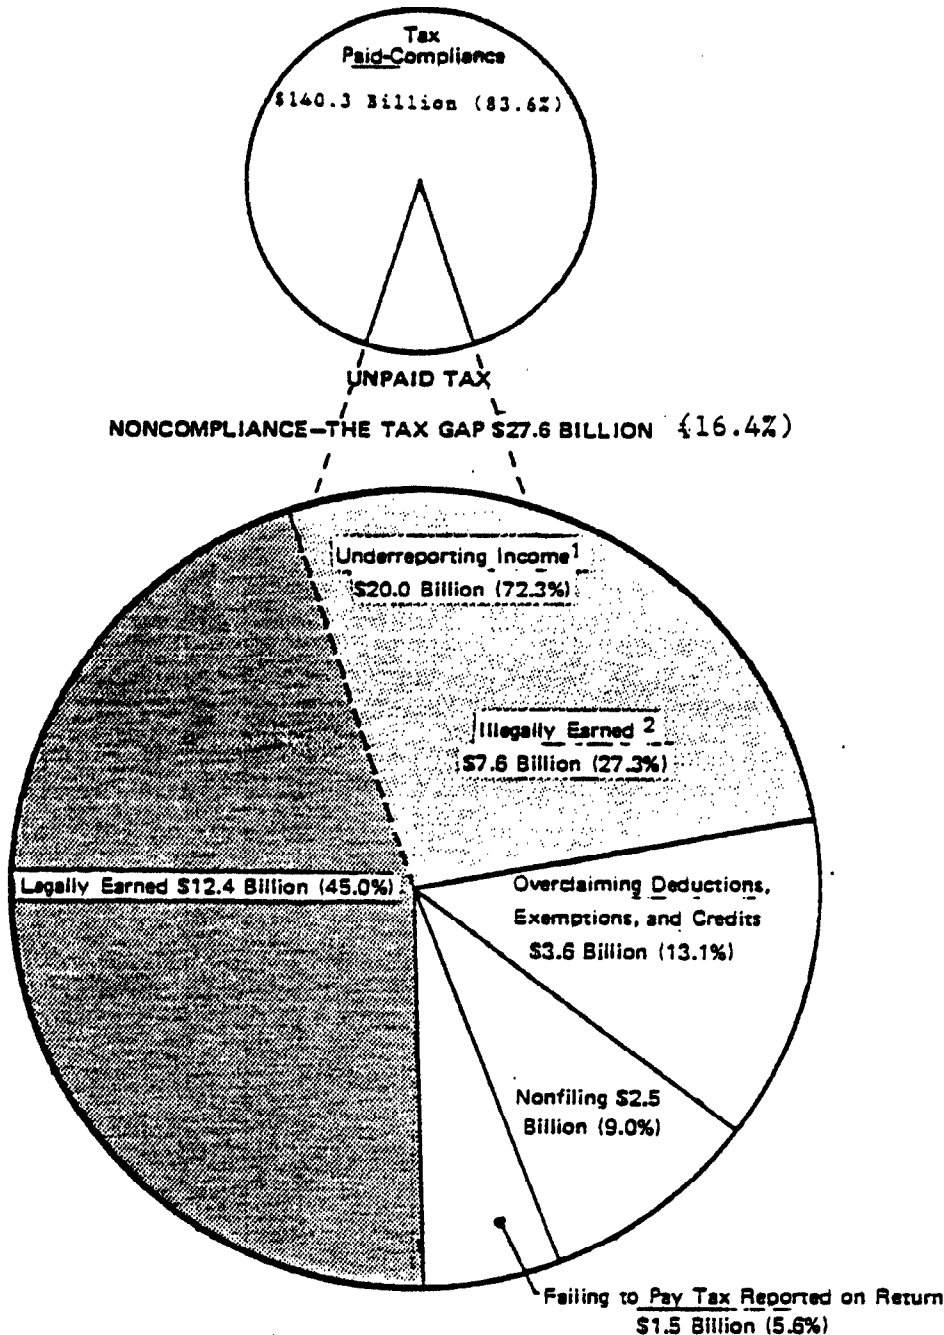 Tax
Paid-Compliance
$140.3 Billion (83.6%)
UNPAID TAX
NONCOMPLIANCE—THE TAX GAP $27.6 BILLION (16.4%)
Underreporting Income1
$20.0 Billion (72.3%)
Illegally Earned 2
$7.6 Billion (27.3%)
Legally Earned $12.4 Billion (45.0%)
Overclaiming Deductions,
Exemptions, and Credits
$3.6 Billion (13.1%)
Nonfiling $2.5
Billion (9.0%)
Failing to Pay Tax Reported on Return
$1.5 Billion (5.6%)